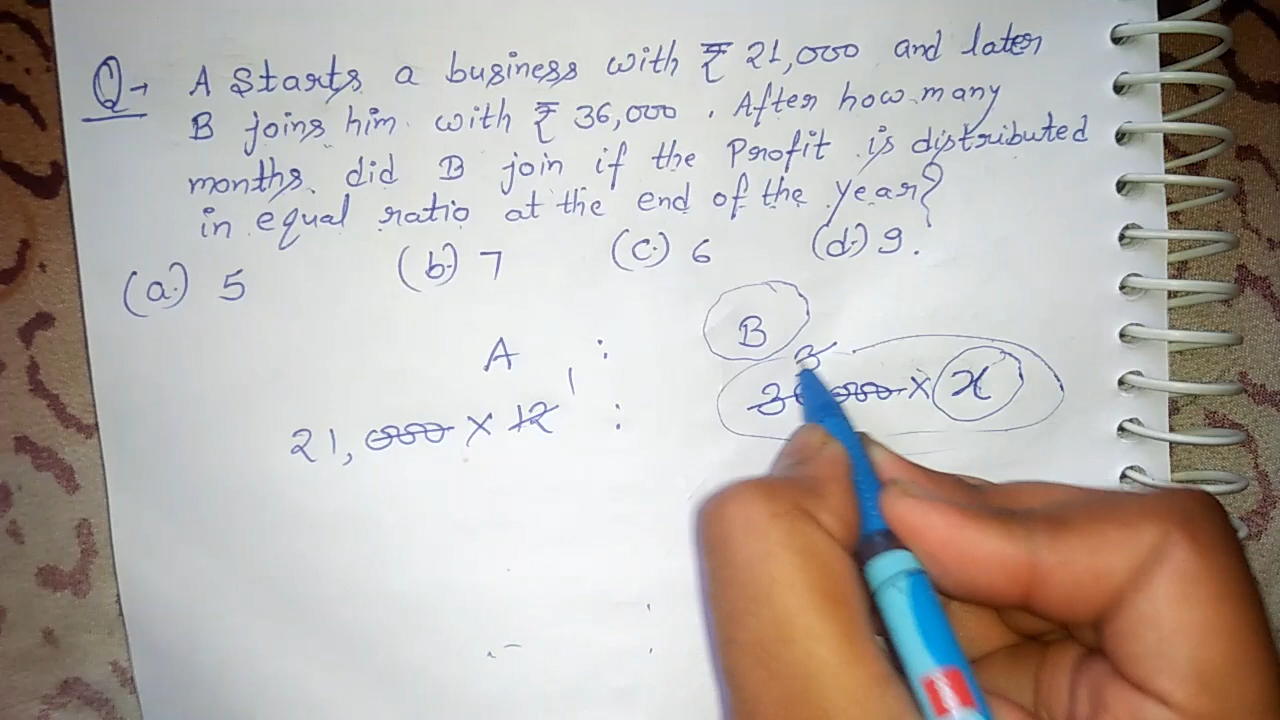 Q→ A Starts a business with ₹ 21,000 and later
B joins him with ₹ 36,000. After how many
months did B join if the Profit is distributed
in equal ratio at the end of the year?
(a.) 5 (b.) 7 (c.) 6 (d.) 9.
A : B
1 3
21,000 x 12 : x x